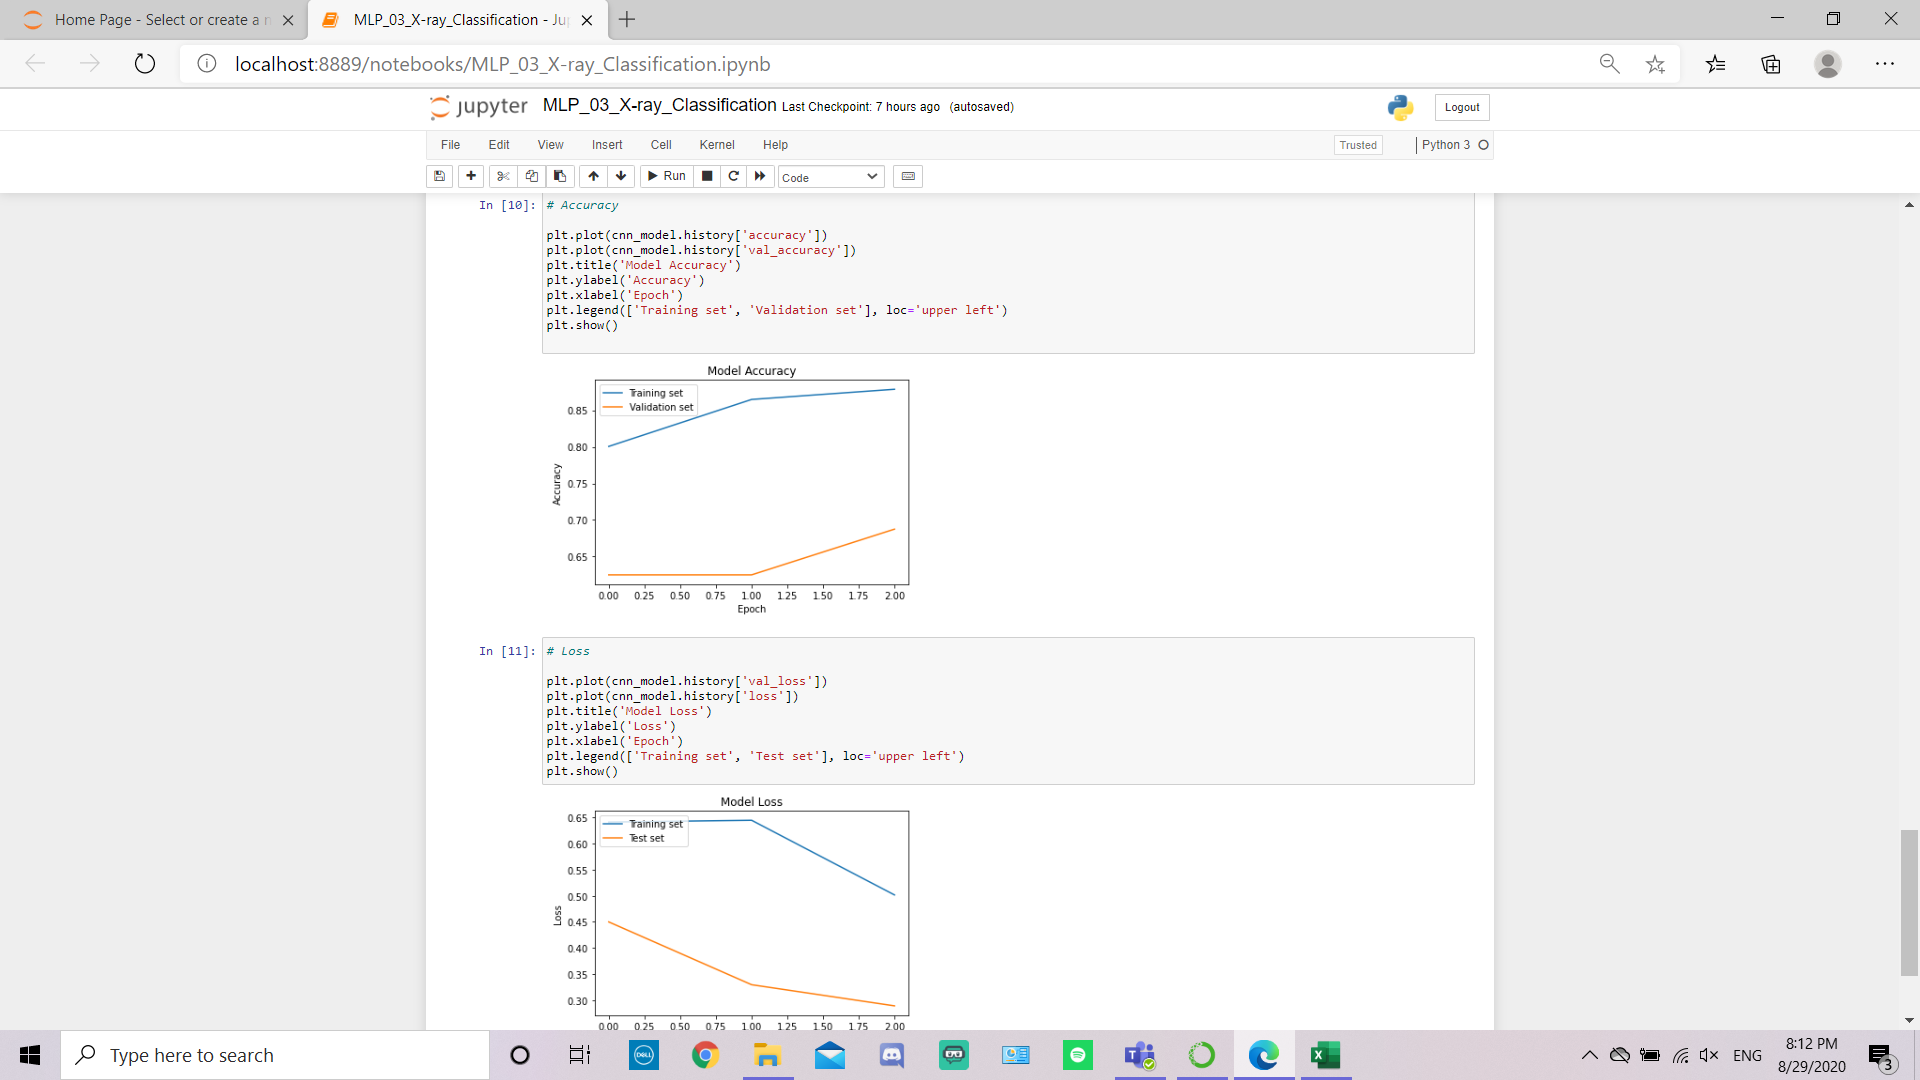 Home Page - Select or create a n
MLP_03_X-ray_Classification - Ju
localhost:8889/notebooks/MLP_03_X-ray_Classification.ipynb
jupyter MLP_03_X-ray_Classification Last Checkpoint: 7 hours ago (autosaved)
Logout
File Edit View Insert Cell Kernel Help
Trusted
Python 3
Run
Code
In [10]: # Accuracy
plt.plot(cnn_model.history['accuracy'])
plt.plot(cnn_model.history['val_accuracy'])
plt.title('Model Accuracy')
plt.ylabel('Accuracy')
plt.xlabel('Epoch')
plt.legend(['Training set', 'Validation set'], loc='upper left')
plt.show()
Model Accuracy
Training set
Validation set
0.85
0.80
0.75
0.70
0.65
Accuracy
0.00 0.25 0.50 0.75 1.00 1.25 1.50 1.75 2.00
Epoch
In [11]: # Loss
plt.plot(cnn_model.history['val_loss'])
plt.plot(cnn_model.history['loss'])
plt.title('Model Loss')
plt.ylabel('Loss')
plt.xlabel('Epoch')
plt.legend(['Training set', 'Test set'], loc='upper left')
plt.show()
Model Loss
Training set
Test set
0.65
0.60
0.55
0.50
0.45
0.40
0.35
0.30
Loss
0.00 0.25 0.50 0.75 1.00 1.25 1.50 1.75 2.00
Type here to search
DELL
ENG
8:12 PM
8/29/2020
3